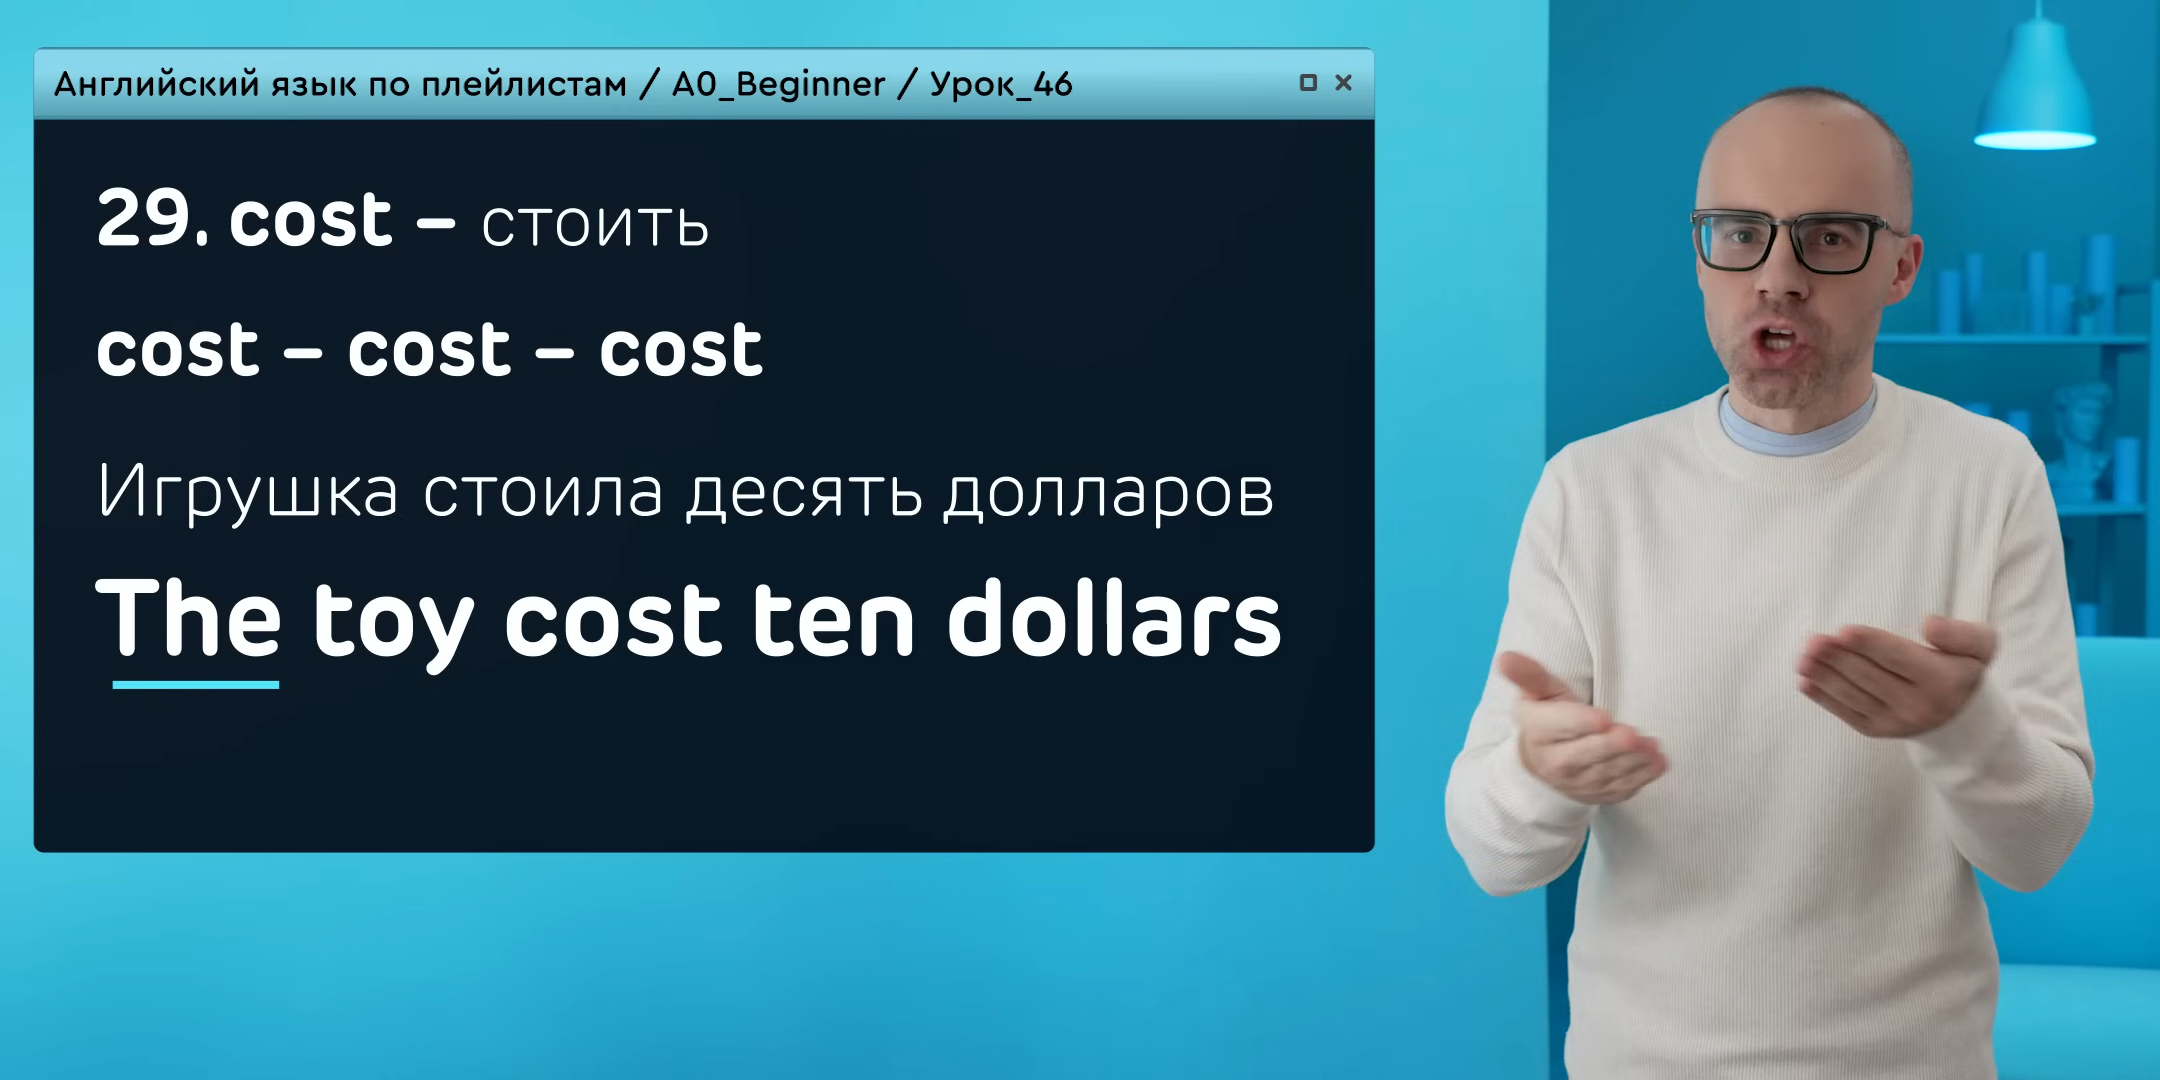 Английский язык по плейлистам / A0_Beginner / Урок_46
29. cost – стоить
cost – cost – cost
Игрушка стоила десять долларов
The toy cost ten dollars